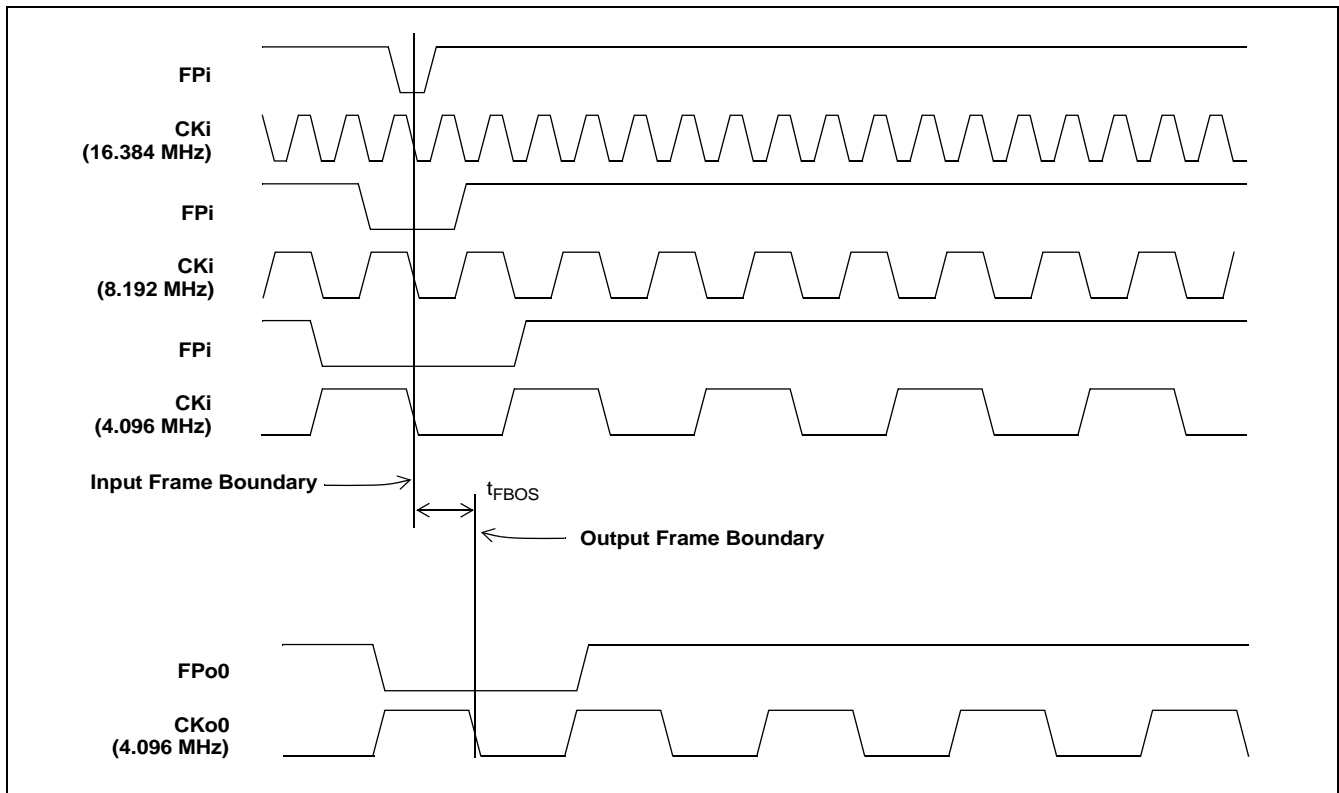 FPi
CKi
(16.384 MHz)
FPi
CKi
(8.192 MHz)
FPi
CKi
(4.096 MHz)
Input Frame Boundary
tFBOS
Output Frame Boundary
FPo0
CKo0
(4.096 MHz)